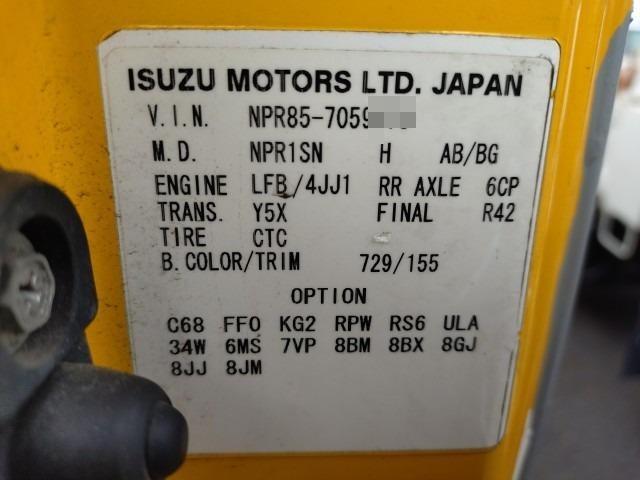 ISUZU MOTORS LTD. JAPAN
V.I.N. NPR85-7059
M.D. NPR1SN H AB/BG
ENGINE LFB /4JJ1 RR AXLE 6CP
TRANS. Y5X FINAL R42
TIRE CTC
B.COLOR/TRIM 729/155
OPTION
C68 FF0 KG2 RPW RS6 ULA
34W 6MS 7VP 8BM 8BX 8GJ
8JJ 8JM